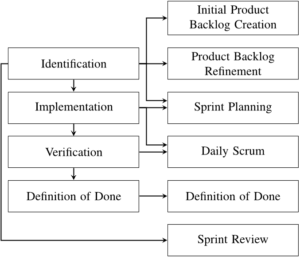 Initial Product
Backlog Creation
Identification
Product Backlog
Refinement
Implementation
Sprint Planning
Verification
Daily Scrum
Definition of Done
Definition of Done
Sprint Review